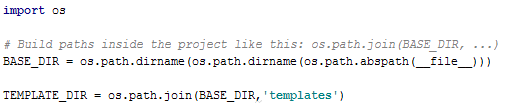 import os
# Build paths inside the project like this: os.path.join(BASE_DIR, ...)
BASE_DIR = os.path.dirname(os.path.dirname(os.path.abspath(__file__)))
TEMPLATE_DIR = os.path.join(BASE_DIR,'templates')